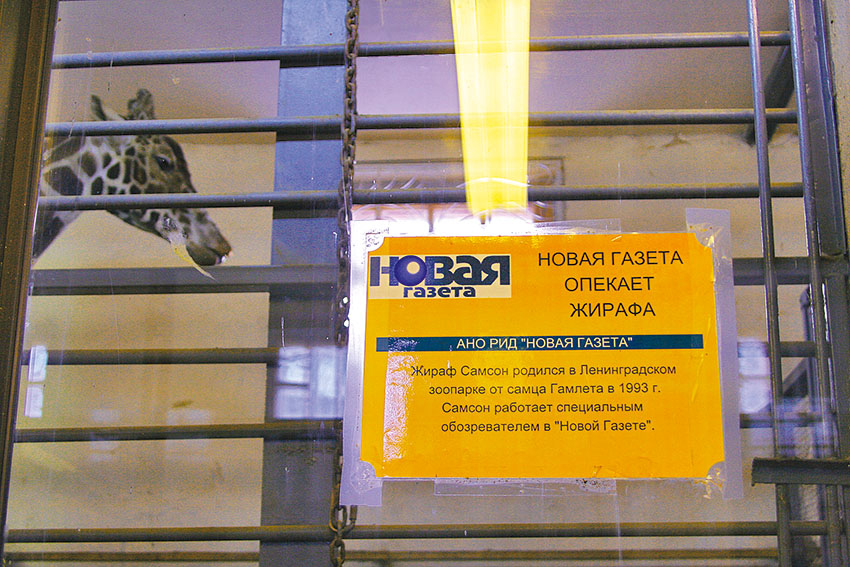 НОВАЯ
газета
НОВАЯ ГАЗЕТА
ОПЕКАЕТ
ЖИРАФА
АНО РИД "НОВАЯ ГАЗЕТА"
Жираф Самсон родился в Ленинградском
зоопарке от самца Гамлета в 1993 г.
Самсон работает специальным
обозревателем в "Новой Газете".